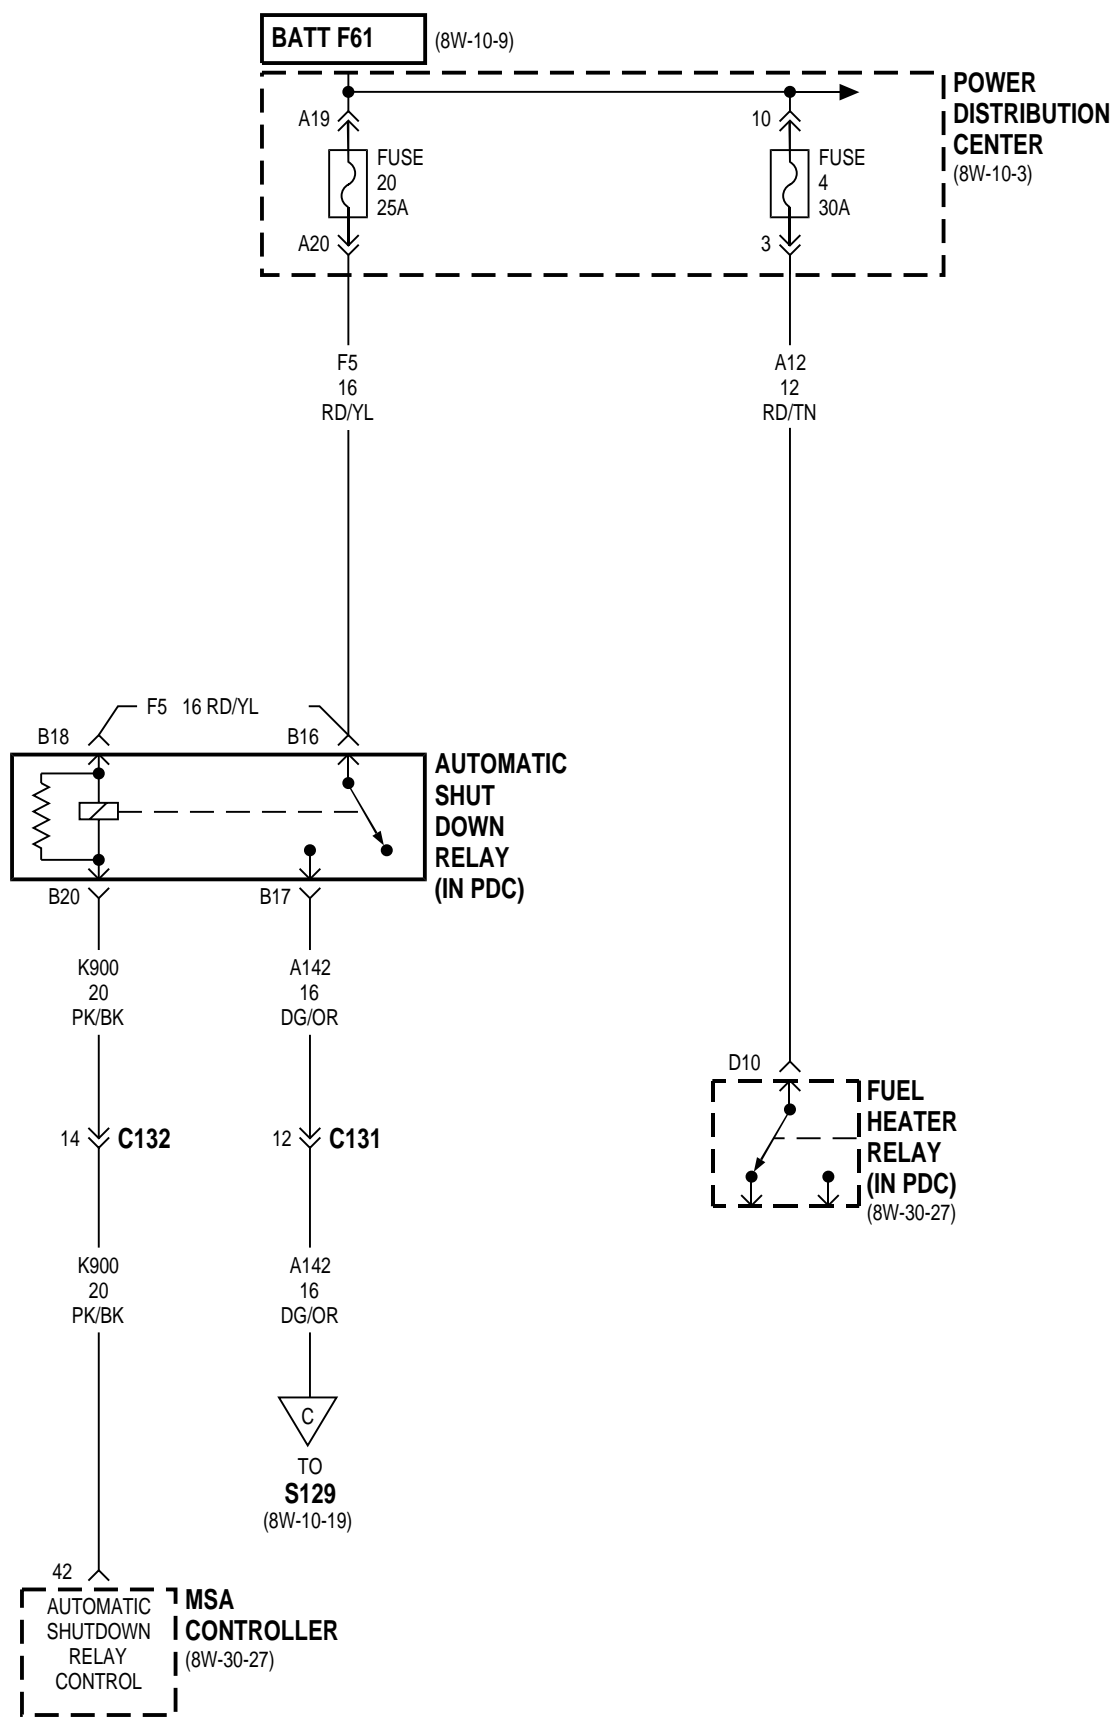 BATT F61
(8W-10-9)
POWER
DISTRIBUTION
CENTER
(8W-10-3)
A19
FUSE
20
25A
A20
10
FUSE
4
30A
3
F5
16
RD/YL
A12
12
RD/TN
F5 16 RD/YL
B18
B16
AUTOMATIC
SHUT
DOWN
RELAY
(IN PDC)
B20
B17
K900
20
PK/BK
A142
16
DG/OR
D10
FUEL
HEATER
RELAY
(IN PDC)
(8W-30-27)
14 C132
12 C131
K900
20
PK/BK
A142
16
DG/OR
C
TO
S129
(8W-10-19)
42
AUTOMATIC
SHUTDOWN
RELAY
CONTROL
MSA
CONTROLLER
(8W-30-27)